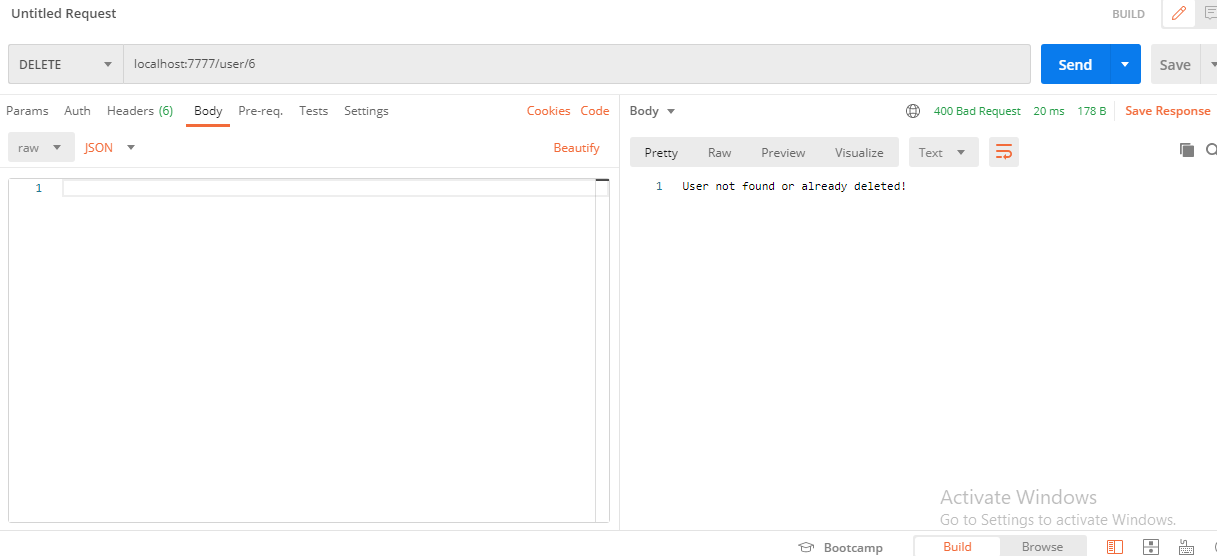 Untitled Request
BUILD
DELETE
localhost:7777/user/6
Send
Save
Params Auth Headers (6) Body Pre-req. Tests Settings Cookies Code
Body 400 Bad Request 20 ms 178 B Save Response
raw JSON Beautify
Pretty Raw Preview Visualize Text
1
1 User not found or already deleted!
Activate Windows
Go to Settings to activate Windows.
Bootcamp Build Browse